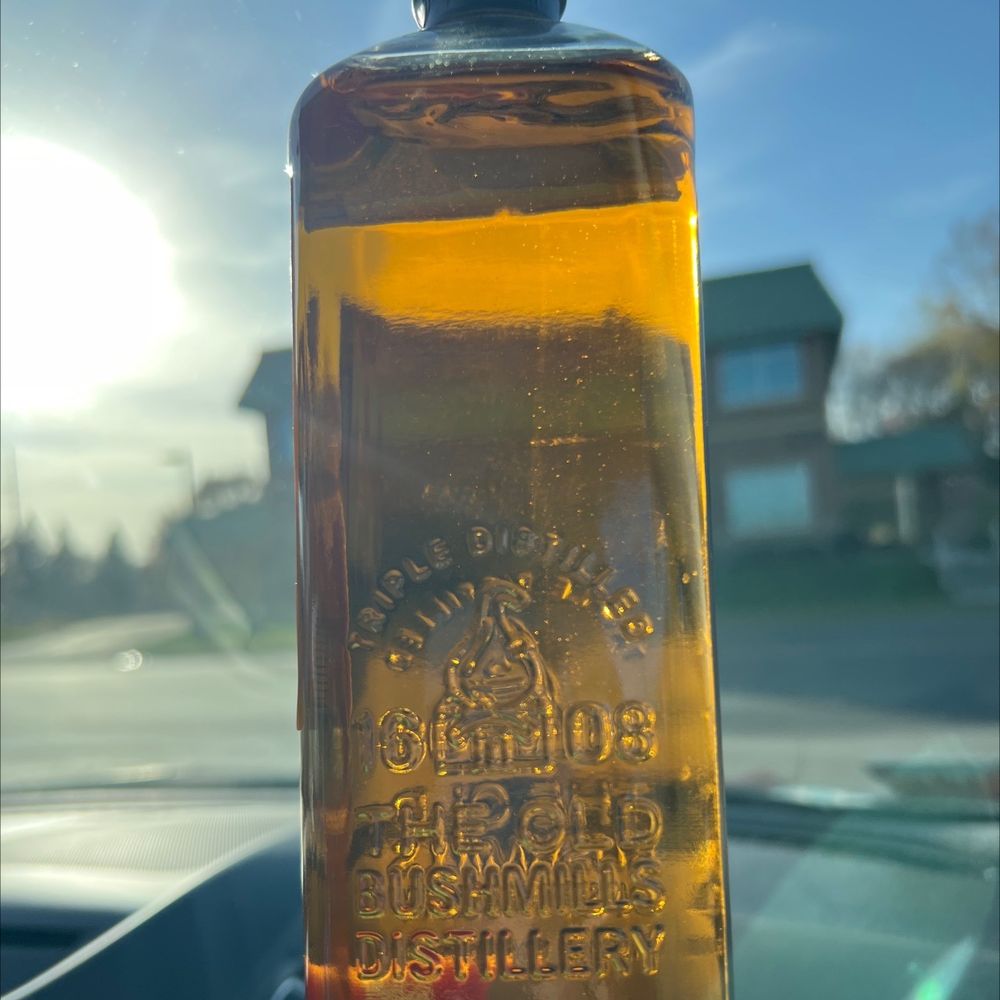 TRIPLE DISTILLED
16 08
THE OLD
BUSHMILLS
DISTILLERY